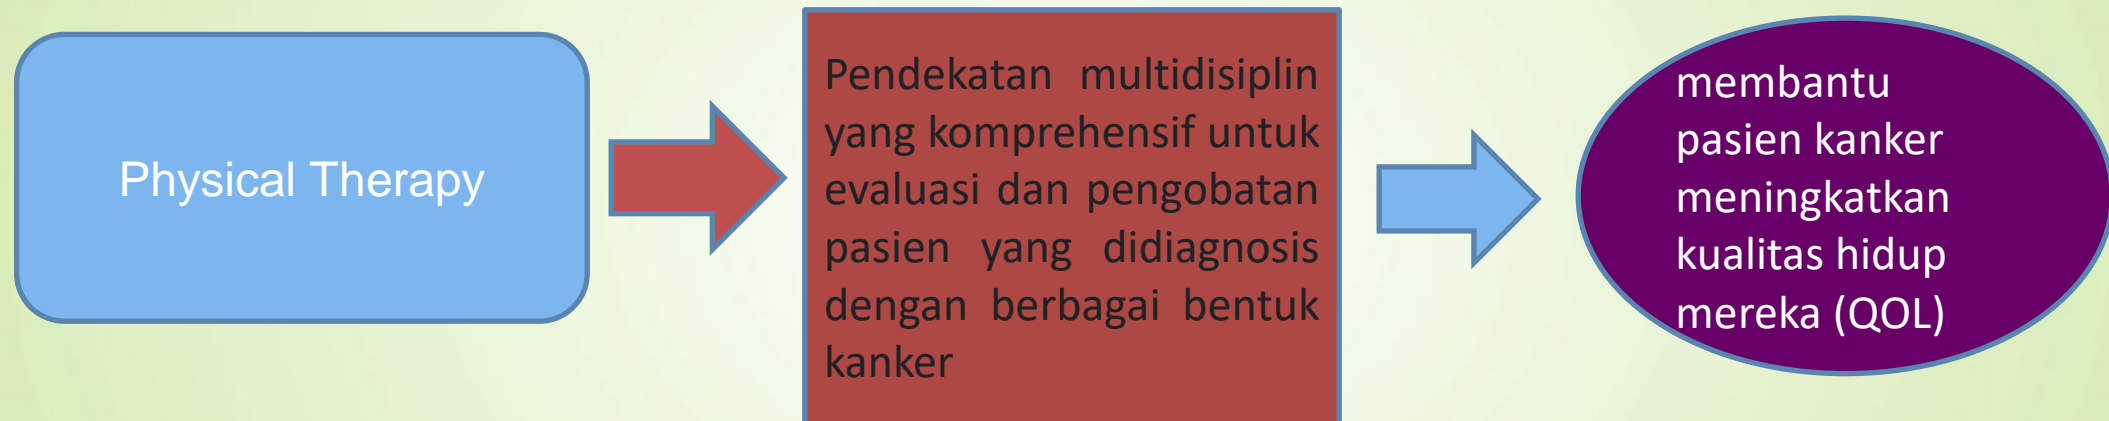 Physical Therapy
Pendekatan multidisiplin
yang komprehensif untuk
evaluasi dan pengobatan
pasien yang didiagnosis
dengan berbagai bentuk
kanker
membantu
pasien kanker
meningkatkan
kualitas hidup
mereka (QOL)